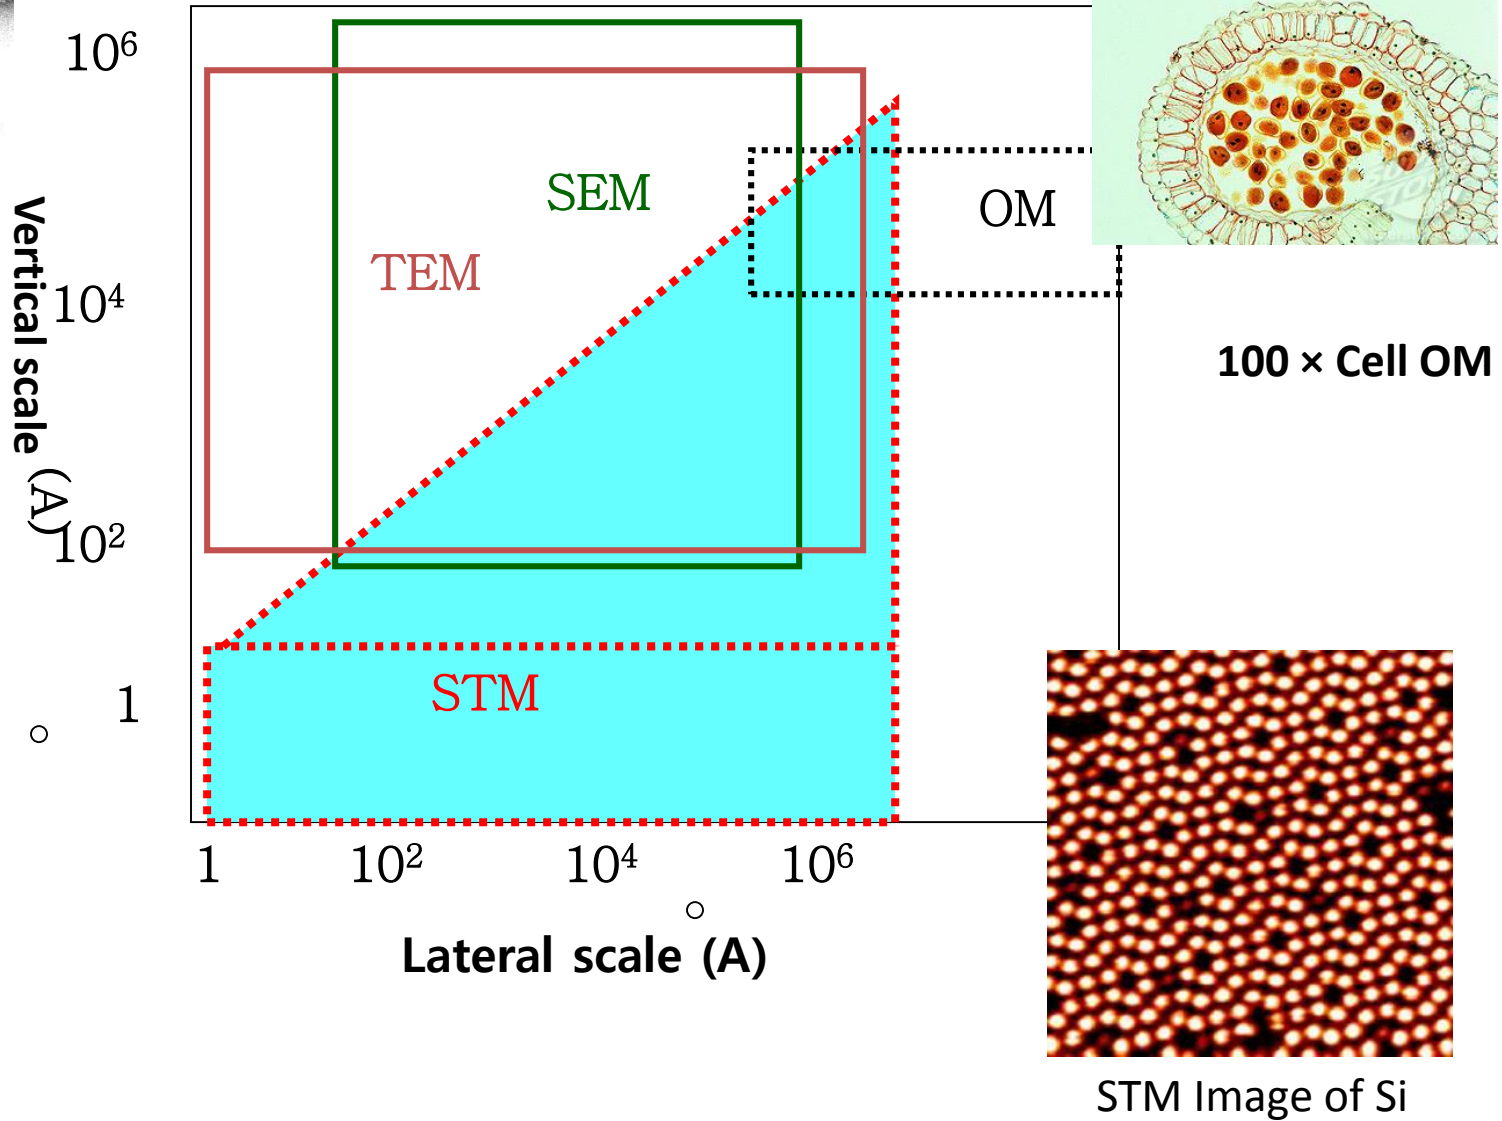 10⁶
SEM
OM
TEM
10⁴
Vertical scale (A)
100 × Cell OM
10²
STM
1
1
10²
10⁴
10⁶
Lateral scale (A)
STM Image of Si